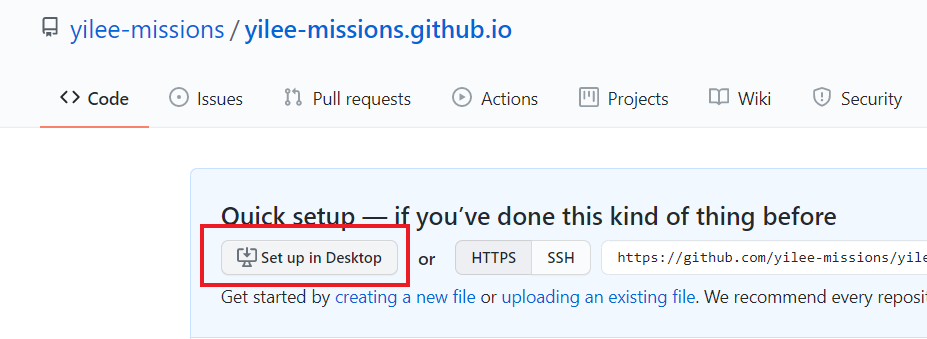 yilee-missions / yilee-missions.github.io
Code Issues Pull requests Actions Projects Wiki Security
Quick setup — if you’ve done this kind of thing before
Set up in Desktop or HTTPS SSH https://github.com/yilee-missions/yile
Get started by creating a new file or uploading an existing file. We recommend every reposit